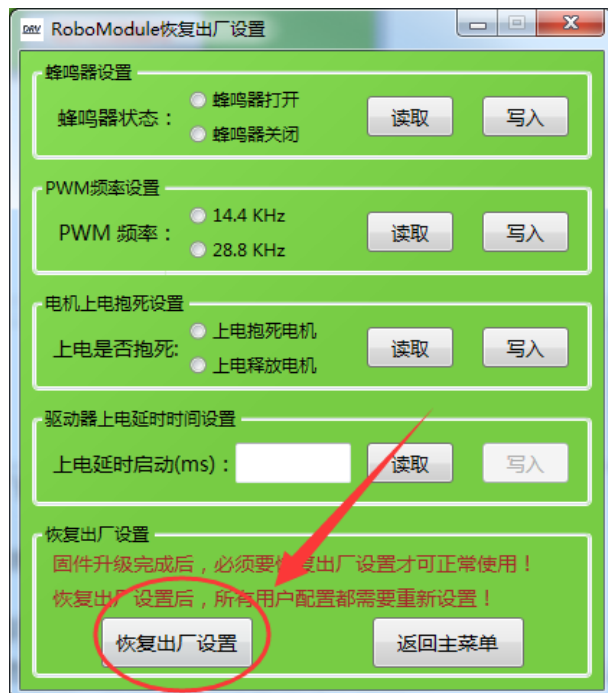 DRV RoboModule恢复出厂设置
蜂鸣器设置
蜂鸣器状态：
蜂鸣器打开
蜂鸣器关闭
读取
写入
PWM频率设置
PWM 频率：
14.4 KHz
28.8 KHz
读取
写入
电机上电抱死设置
上电是否抱死:
上电抱死电机
上电释放电机
读取
写入
驱动器上电延时时间设置
上电延时启动(ms)：
读取
写入
恢复出厂设置
固件升级完成后，必须要恢复出厂设置才可正常使用！
恢复出厂设置后，所有用户配置都需要重新设置！
恢复出厂设置
返回主菜单